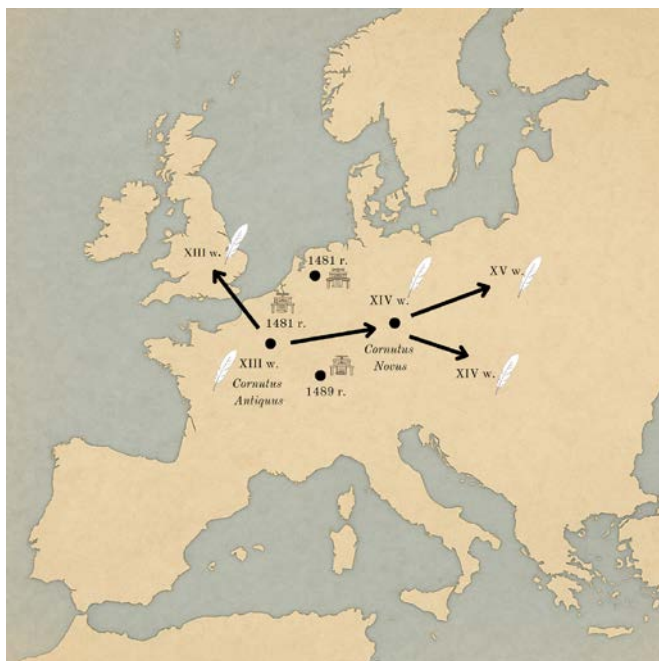 XIII w.
1481 r.
XV w.
XIV w.
1481 r.
Cornutus
Novus
XIII w.
XIV w.
Cornutus
Antiquus
1489 r.